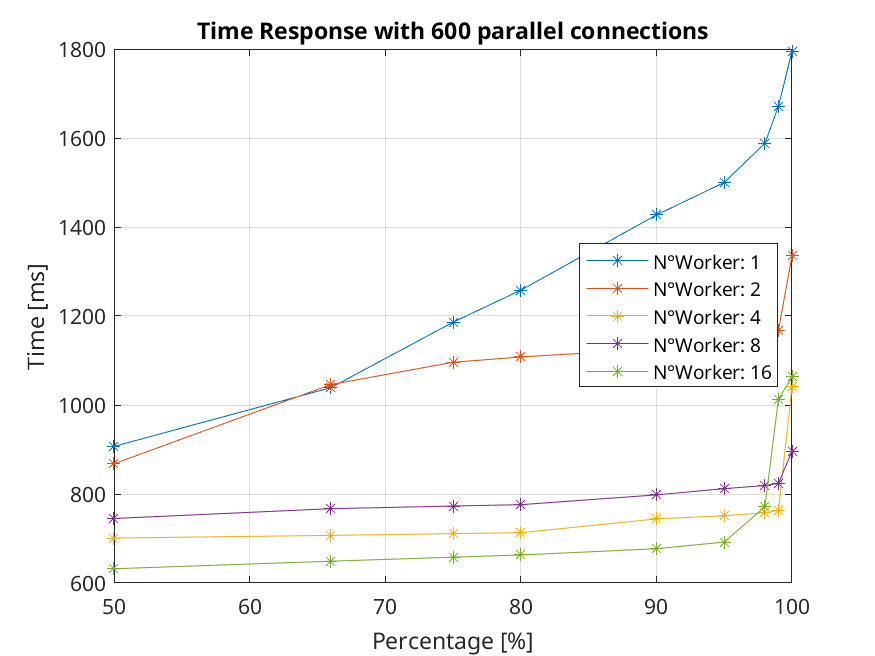 Time Response with 600 parallel connections
1800
1600
1400
1200
1000
800
600
Time [ms]
N°Worker: 1
N°Worker: 2
N°Worker: 4
N°Worker: 8
N°Worker: 16
50 60 70 80 90 100
Percentage [%]